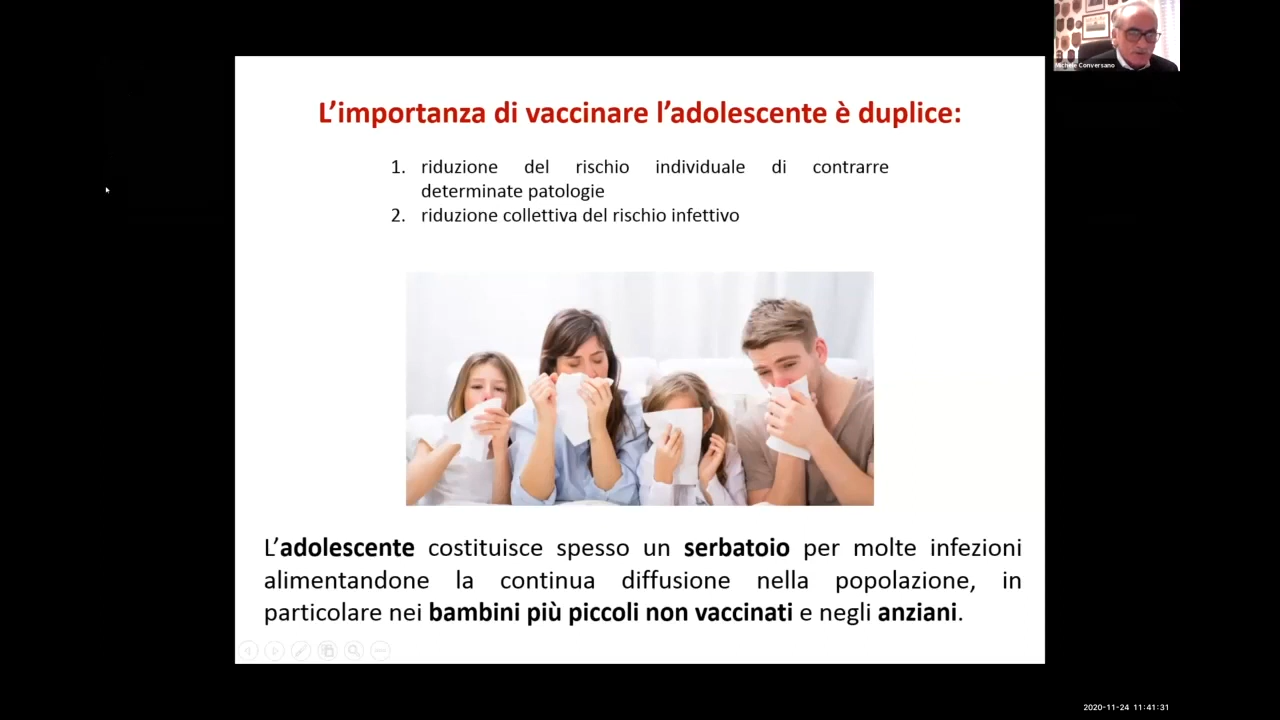 Michele Conversano
L’importanza di vaccinare l’adolescente è duplice:
1. riduzione del rischio individuale di contrarre
determinate patologie
2. riduzione collettiva del rischio infettivo
L’adolescente costituisce spesso un serbatoio per molte infezioni
alimentandone la continua diffusione nella popolazione, in
particolare nei bambini più piccoli non vaccinati e negli anziani.
2020-11-24 11:41:31